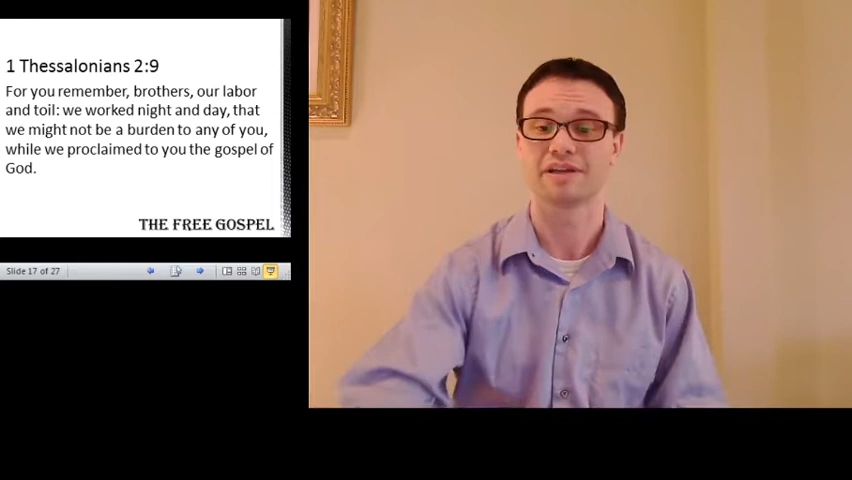 1 Thessalonians 2:9
For you remember, brothers, our labor
and toil: we worked night and day, that
we might not be a burden to any of you,
while we proclaimed to you the gospel of
God.
THE FREE GOSPEL
Slide 17 of 27